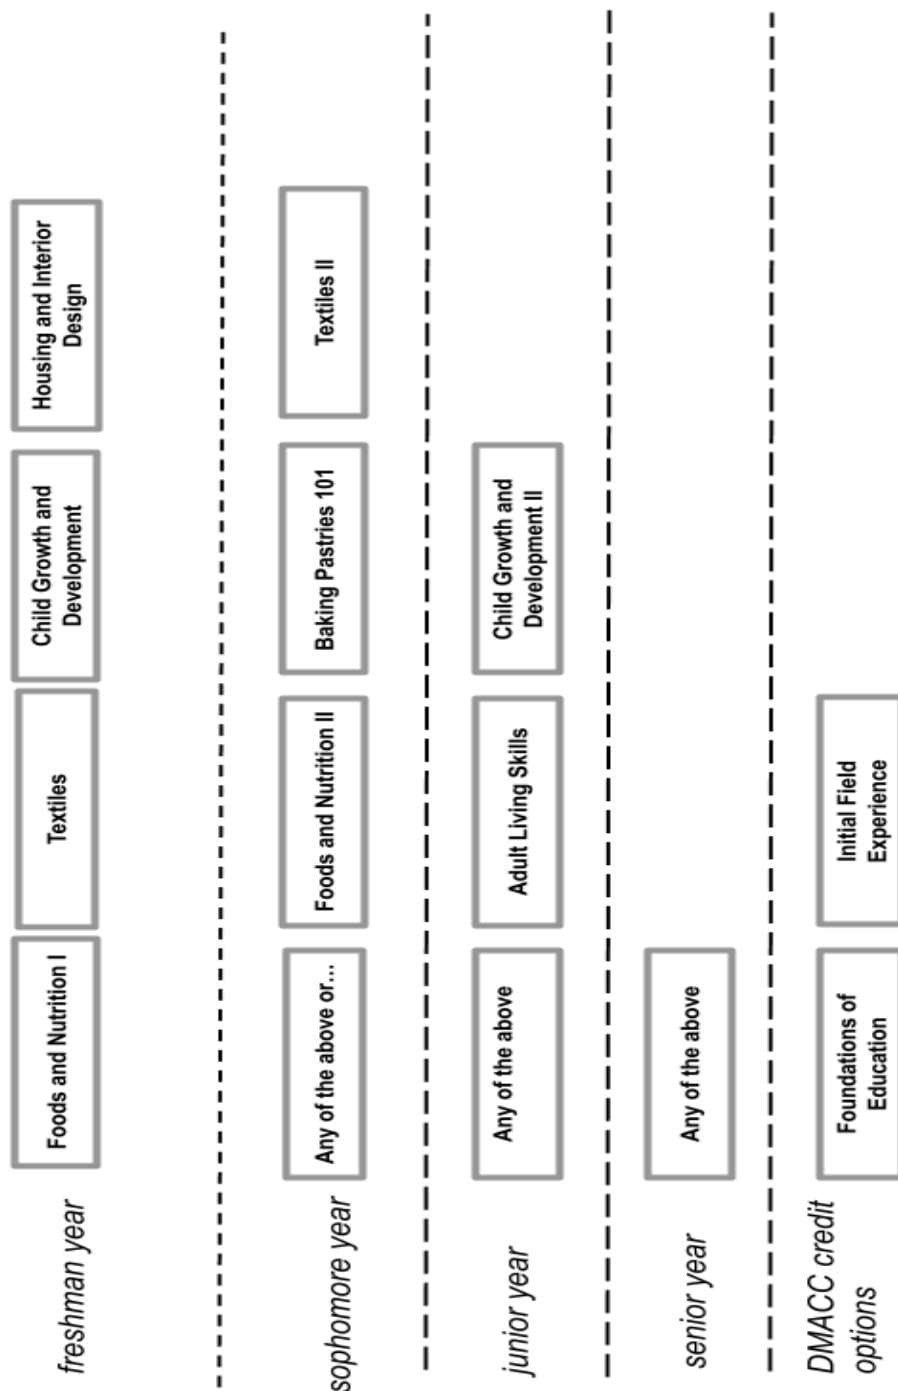 freshman year
Foods and Nutrition I
Textiles
Child Growth and
Development
Housing and Interior
Design
sophomore year
Any of the above or...
Foods and Nutrition II
Baking Pastries 101
Textiles II
junior year
Any of the above
Adult Living Skills
Child Growth and
Development II
senior year
Any of the above
DMACC credit
options
Foundations of
Education
Initial Field
Experience